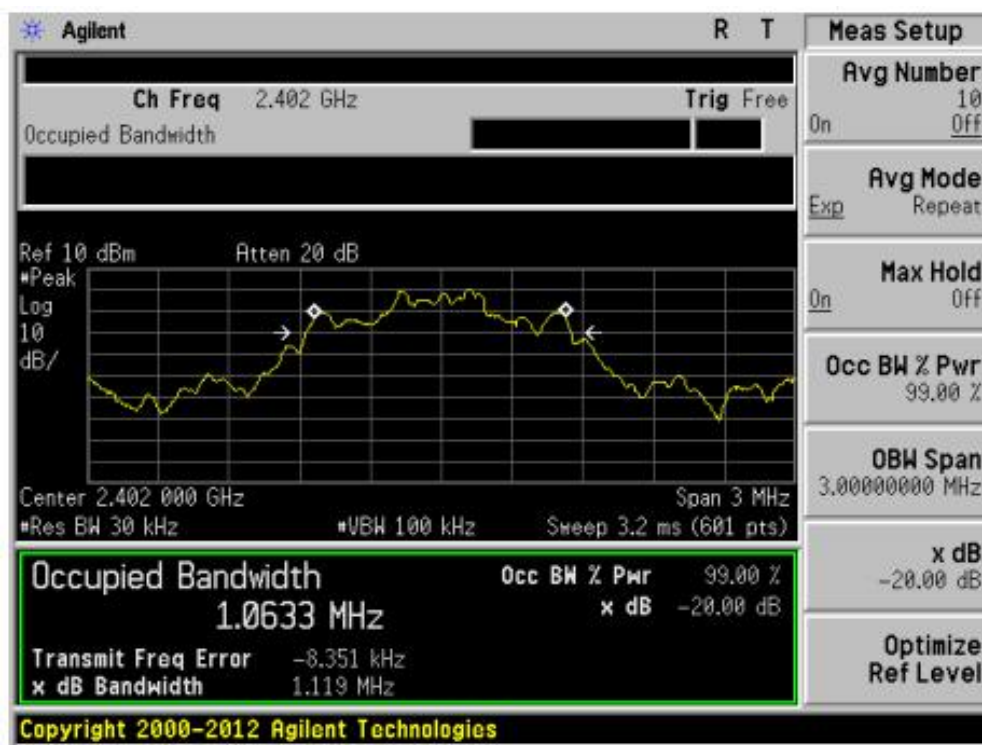 Agilent R T
Ch Freq 2.402 GHz Trig Free
Occupied Bandwidth
Ref 10 dBm Atten 20 dB
#Peak
Log
10
dB/
Center 2.402 000 GHz Span 3 MHz
#Res BW 30 kHz #VBW 100 kHz Sweep 3.2 ms (601 pts)
Occupied Bandwidth Occ BW % Pwr 99.00 %
1.0633 MHz x dB -20.00 dB
Transmit Freq Error -8.351 kHz
x dB Bandwidth 1.119 MHz
Copyright 2000-2012 Agilent Technologies
Meas Setup
Avg Number
10
On Off
Avg Mode
Exp Repeat
Max Hold
On Off
Occ BW % Pwr
99.00 %
OBW Span
3.00000000 MHz
x dB
-20.00 dB
Optimize
Ref Level